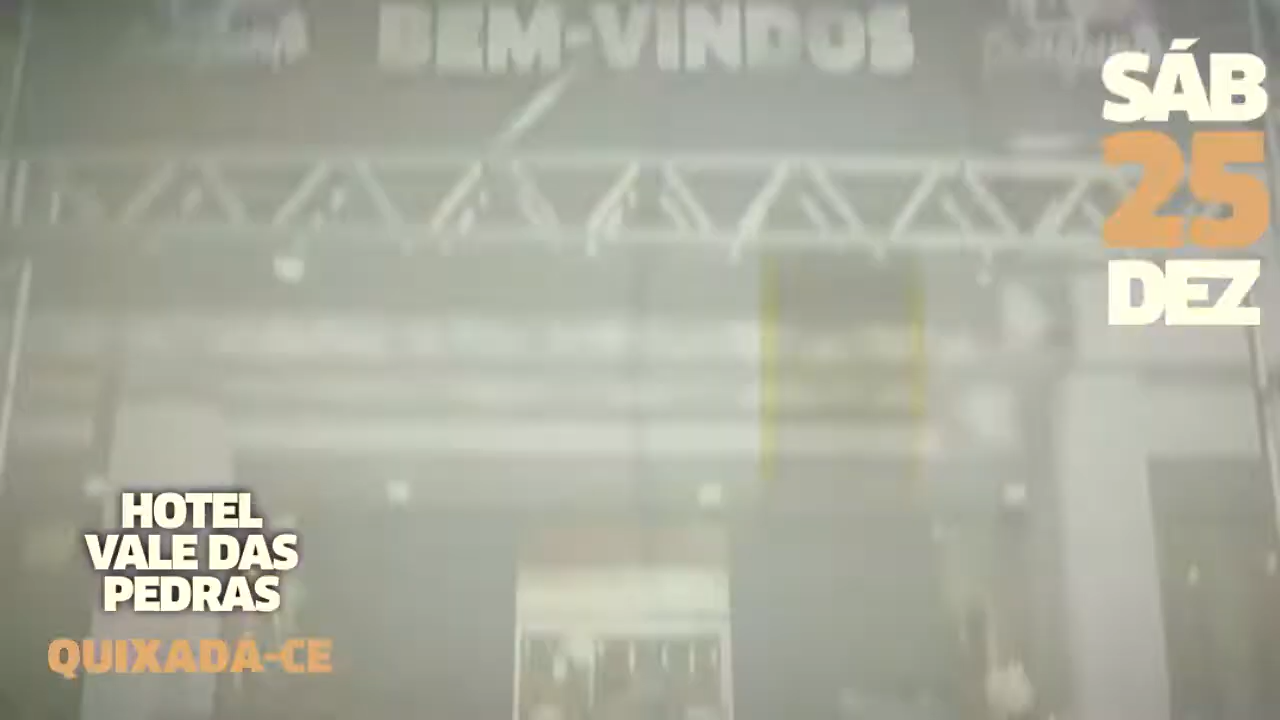 BEM-VINDOS
SÁB
25
DEZ
HOTEL
VALE DAS
PEDRAS
QUIXADÁ-CE